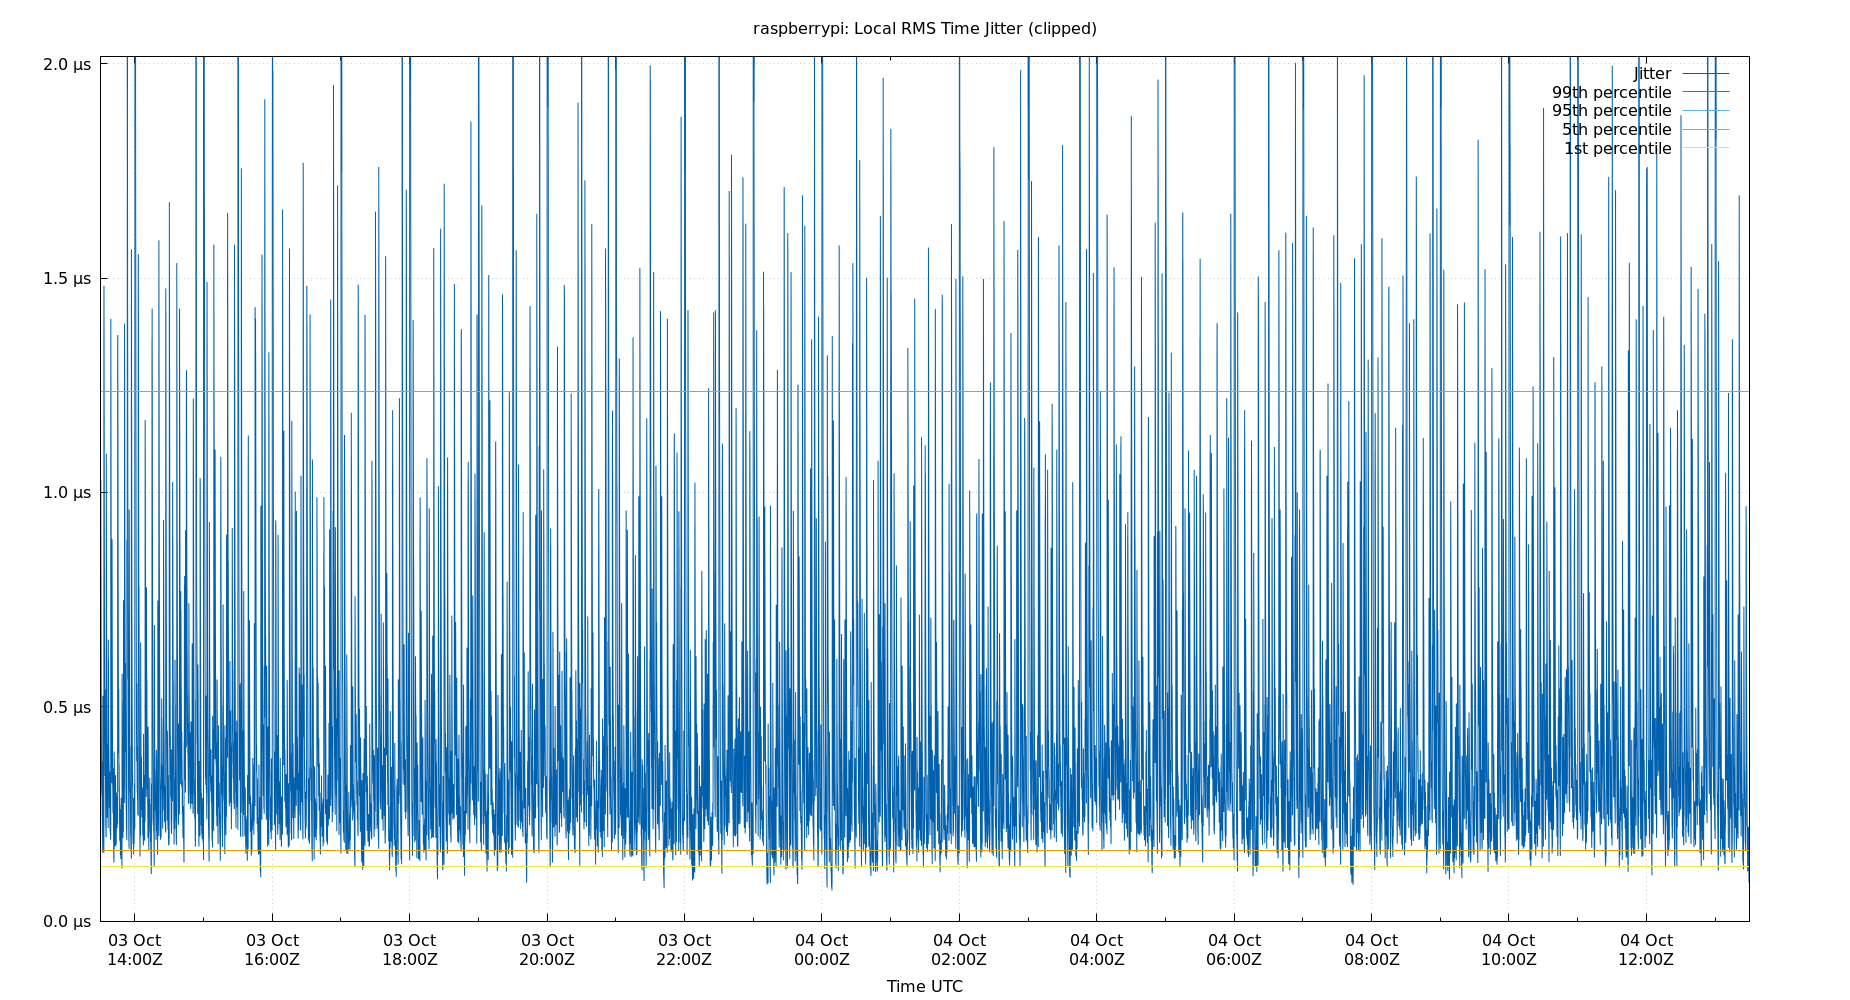 raspberrypi: Local RMS Time Jitter (clipped)
2.0 µs
1.5 µs
1.0 µs
0.5 µs
0.0 µs
Jitter
99th percentile
95th percentile
5th percentile
1st percentile
03 Oct 03 Oct 03 Oct 03 Oct 03 Oct 04 Oct 04 Oct 04 Oct 04 Oct 04 Oct 04 Oct 04 Oct
14:00Z 16:00Z 18:00Z 20:00Z 22:00Z 00:00Z 02:00Z 04:00Z 06:00Z 08:00Z 10:00Z 12:00Z
Time UTC